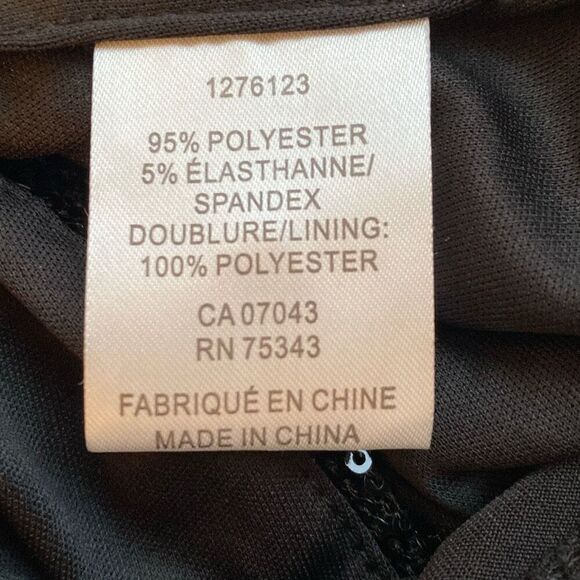 1276123
95% POLYESTER
5% ÉLASTHANNE/
SPANDEX
DOUBLURE/LINING:
100% POLYESTER
CA 07043
RN 75343
FABRIQUÉ EN CHINE
MADE IN CHINA